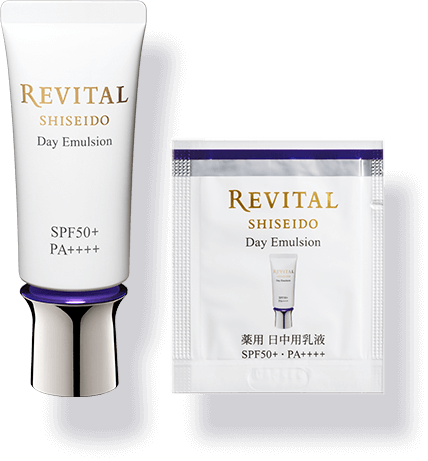 REVITAL
SHISEIDO
Day Emulsion
SPF50+
PA++++
REVITAL
SHISEIDO
Day Emulsion
REVITAL
薬用 日中用乳液
SPF50+・PA++++